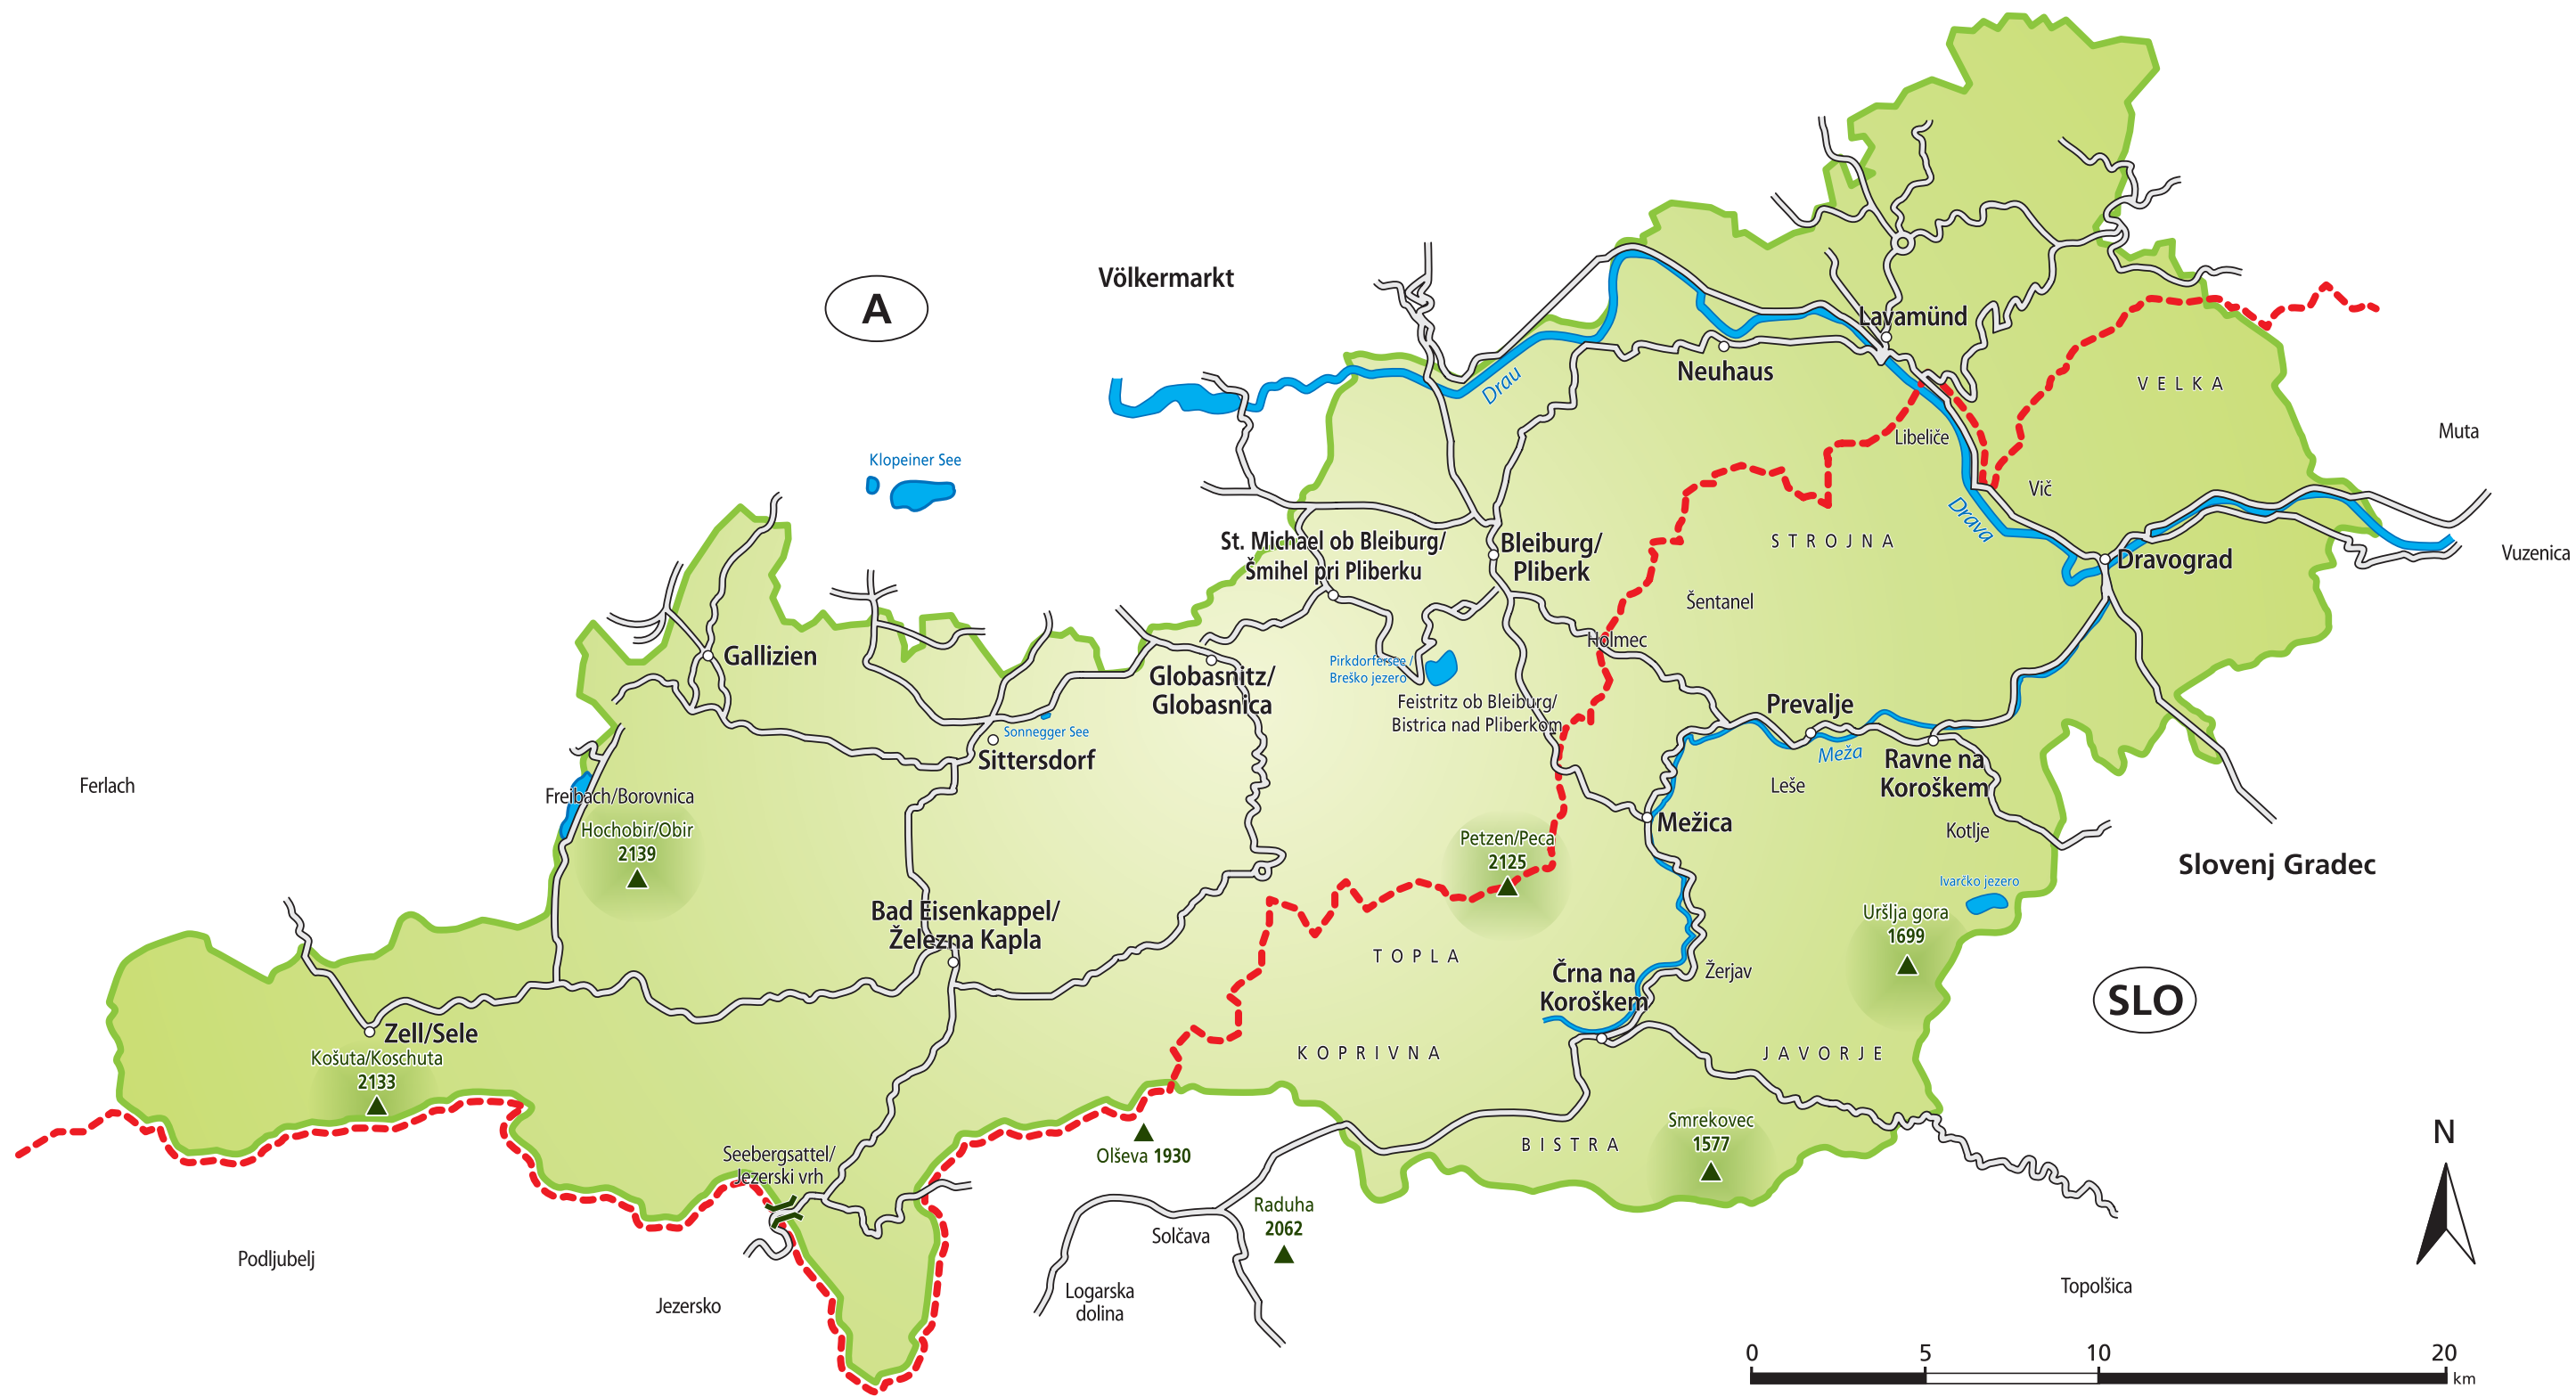 Völkermarkt
A
Lavamünd
Drau
Neuhaus
VELKA
Libeliče
Muta
Klopeiner See
Vič
Drava
STROJNA
St. Michael ob Bleiburg/
Šmihel pri Pliberku
Bleiburg/
Pliberk
Dravograd
Vuzenica
Šentanel
Holmec
Gallizien
Pirkdorfersee /
Breško jezero
Globasnitz/
Globasnica
Feistritz ob Bleiburg/
Bistrica nad Pliberkom
Prevalje
Sonnegger See
Sittersdorf
Meža
Ravne na
Koroškem
Leše
Ferlach
Freibach/Borovnica
Hochobir/Obir
2139
Mežica
Kotlje
Petzen/Peca
2125
Slovenj Gradec
Ivarčko jezero
Uršlja gora
1699
Bad Eisenkappel/
Železna Kapla
TOPLA
Črna na
Koroškem
Žerjav
SLO
Zell/Sele
Košuta/Koschuta
2133
KOPRIVNA
JAVORJE
Smrekovec
1577
BISTRA
N
Seebergsattel/
Jezerski vrh
Olševa 1930
Raduha
2062
Solčava
Podljubelj
Logarska
dolina
Jezersko
Topolšica
0 5 10 20
km